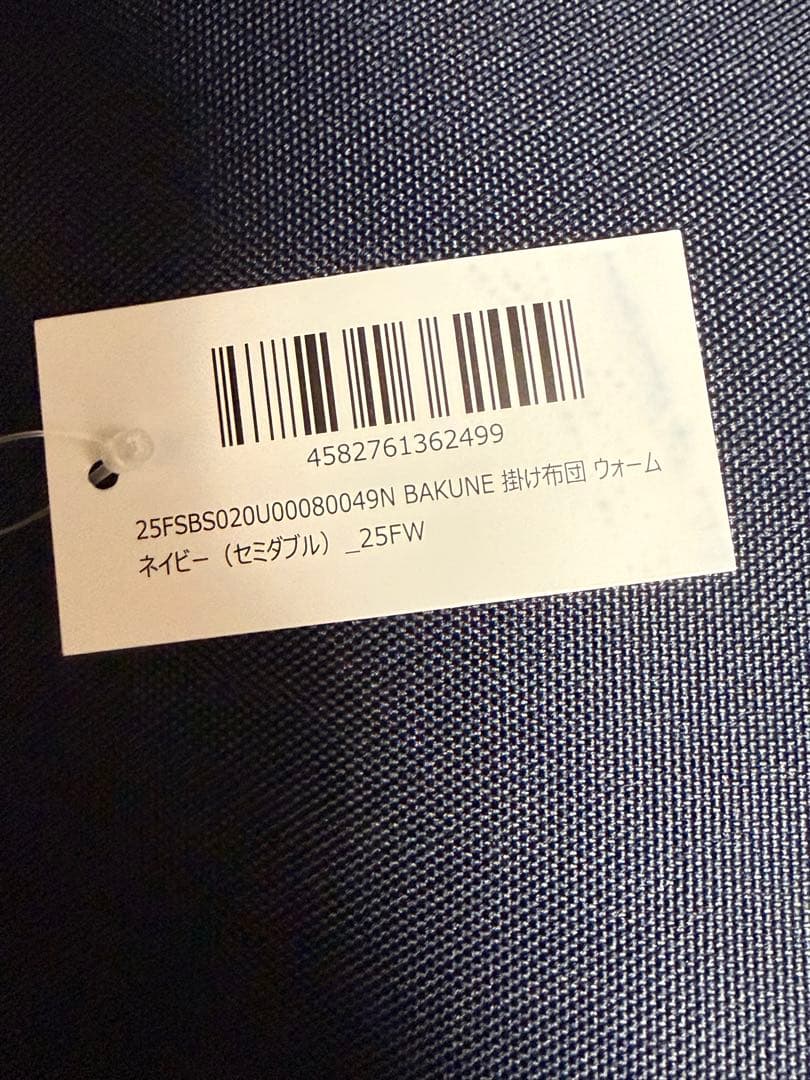 4582761362499
25FSBS020U00080049N BAKUNE 掛け布団 ウォーム
ネイビー（セミダブル）_25FW